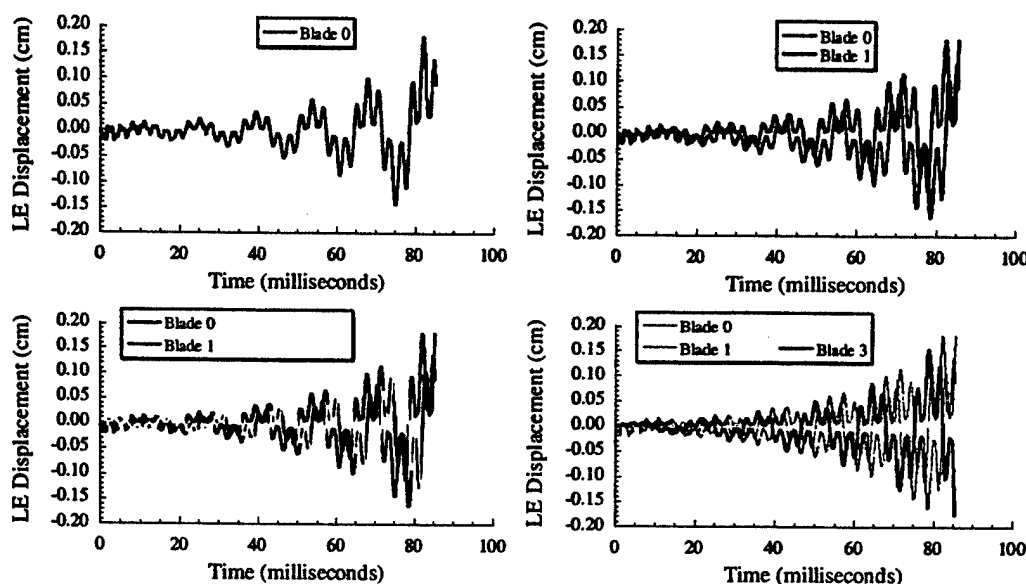 LE Displacement (cm)
0.20
0.15
0.10
0.05
0.00
-0.05
-0.10
-0.15
-0.20
Blade 0
0 20 40 60 80 100
Time (milliseconds)
LE Displacement (cm)
0.20
0.15
0.10
0.05
0.00
-0.05
-0.10
-0.15
-0.20
Blade 0
Blade 1
0 20 40 60 80 100
Time (milliseconds)
LE Displacement (cm)
0.20
0.15
0.10
0.05
0.00
-0.05
-0.10
-0.15
-0.20
Blade 0
Blade 1
0 20 40 60 80 100
Time (milliseconds)
LE Displacement (cm)
0.20
0.15
0.10
0.05
0.00
-0.05
-0.10
-0.15
-0.20
Blade 0
Blade 1 Blade 3
0 20 40 60 80 100
Time (milliseconds)